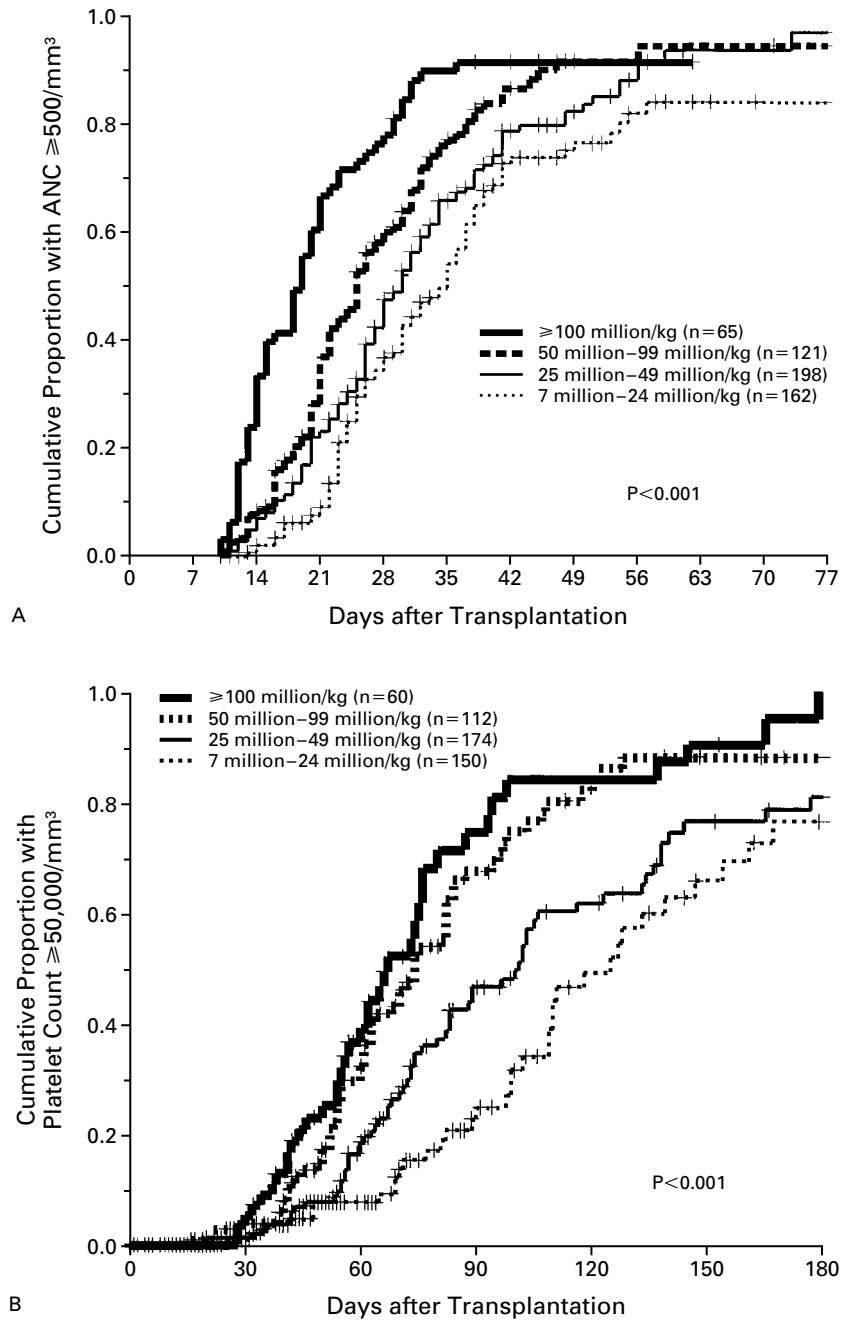 Cumulative Proportion with ANC ⩾500/mm³
1.0
0.8
0.6
0.4
0.2
0.0
⩾100 million/kg (n=65)
50 million–99 million/kg (n=121)
25 million–49 million/kg (n=198)
7 million–24 million/kg (n=162)
P<0.001
0 7 14 21 28 35 42 49 56 63 70 77
Days after Transplantation
A
Cumulative Proportion with
Platelet Count ⩾50,000/mm³
1.0
0.8
0.6
0.4
0.2
0.0
⩾100 million/kg (n=60)
50 million–99 million/kg (n=112)
25 million–49 million/kg (n=174)
7 million–24 million/kg (n=150)
P<0.001
0 30 60 90 120 150 180
Days after Transplantation
B